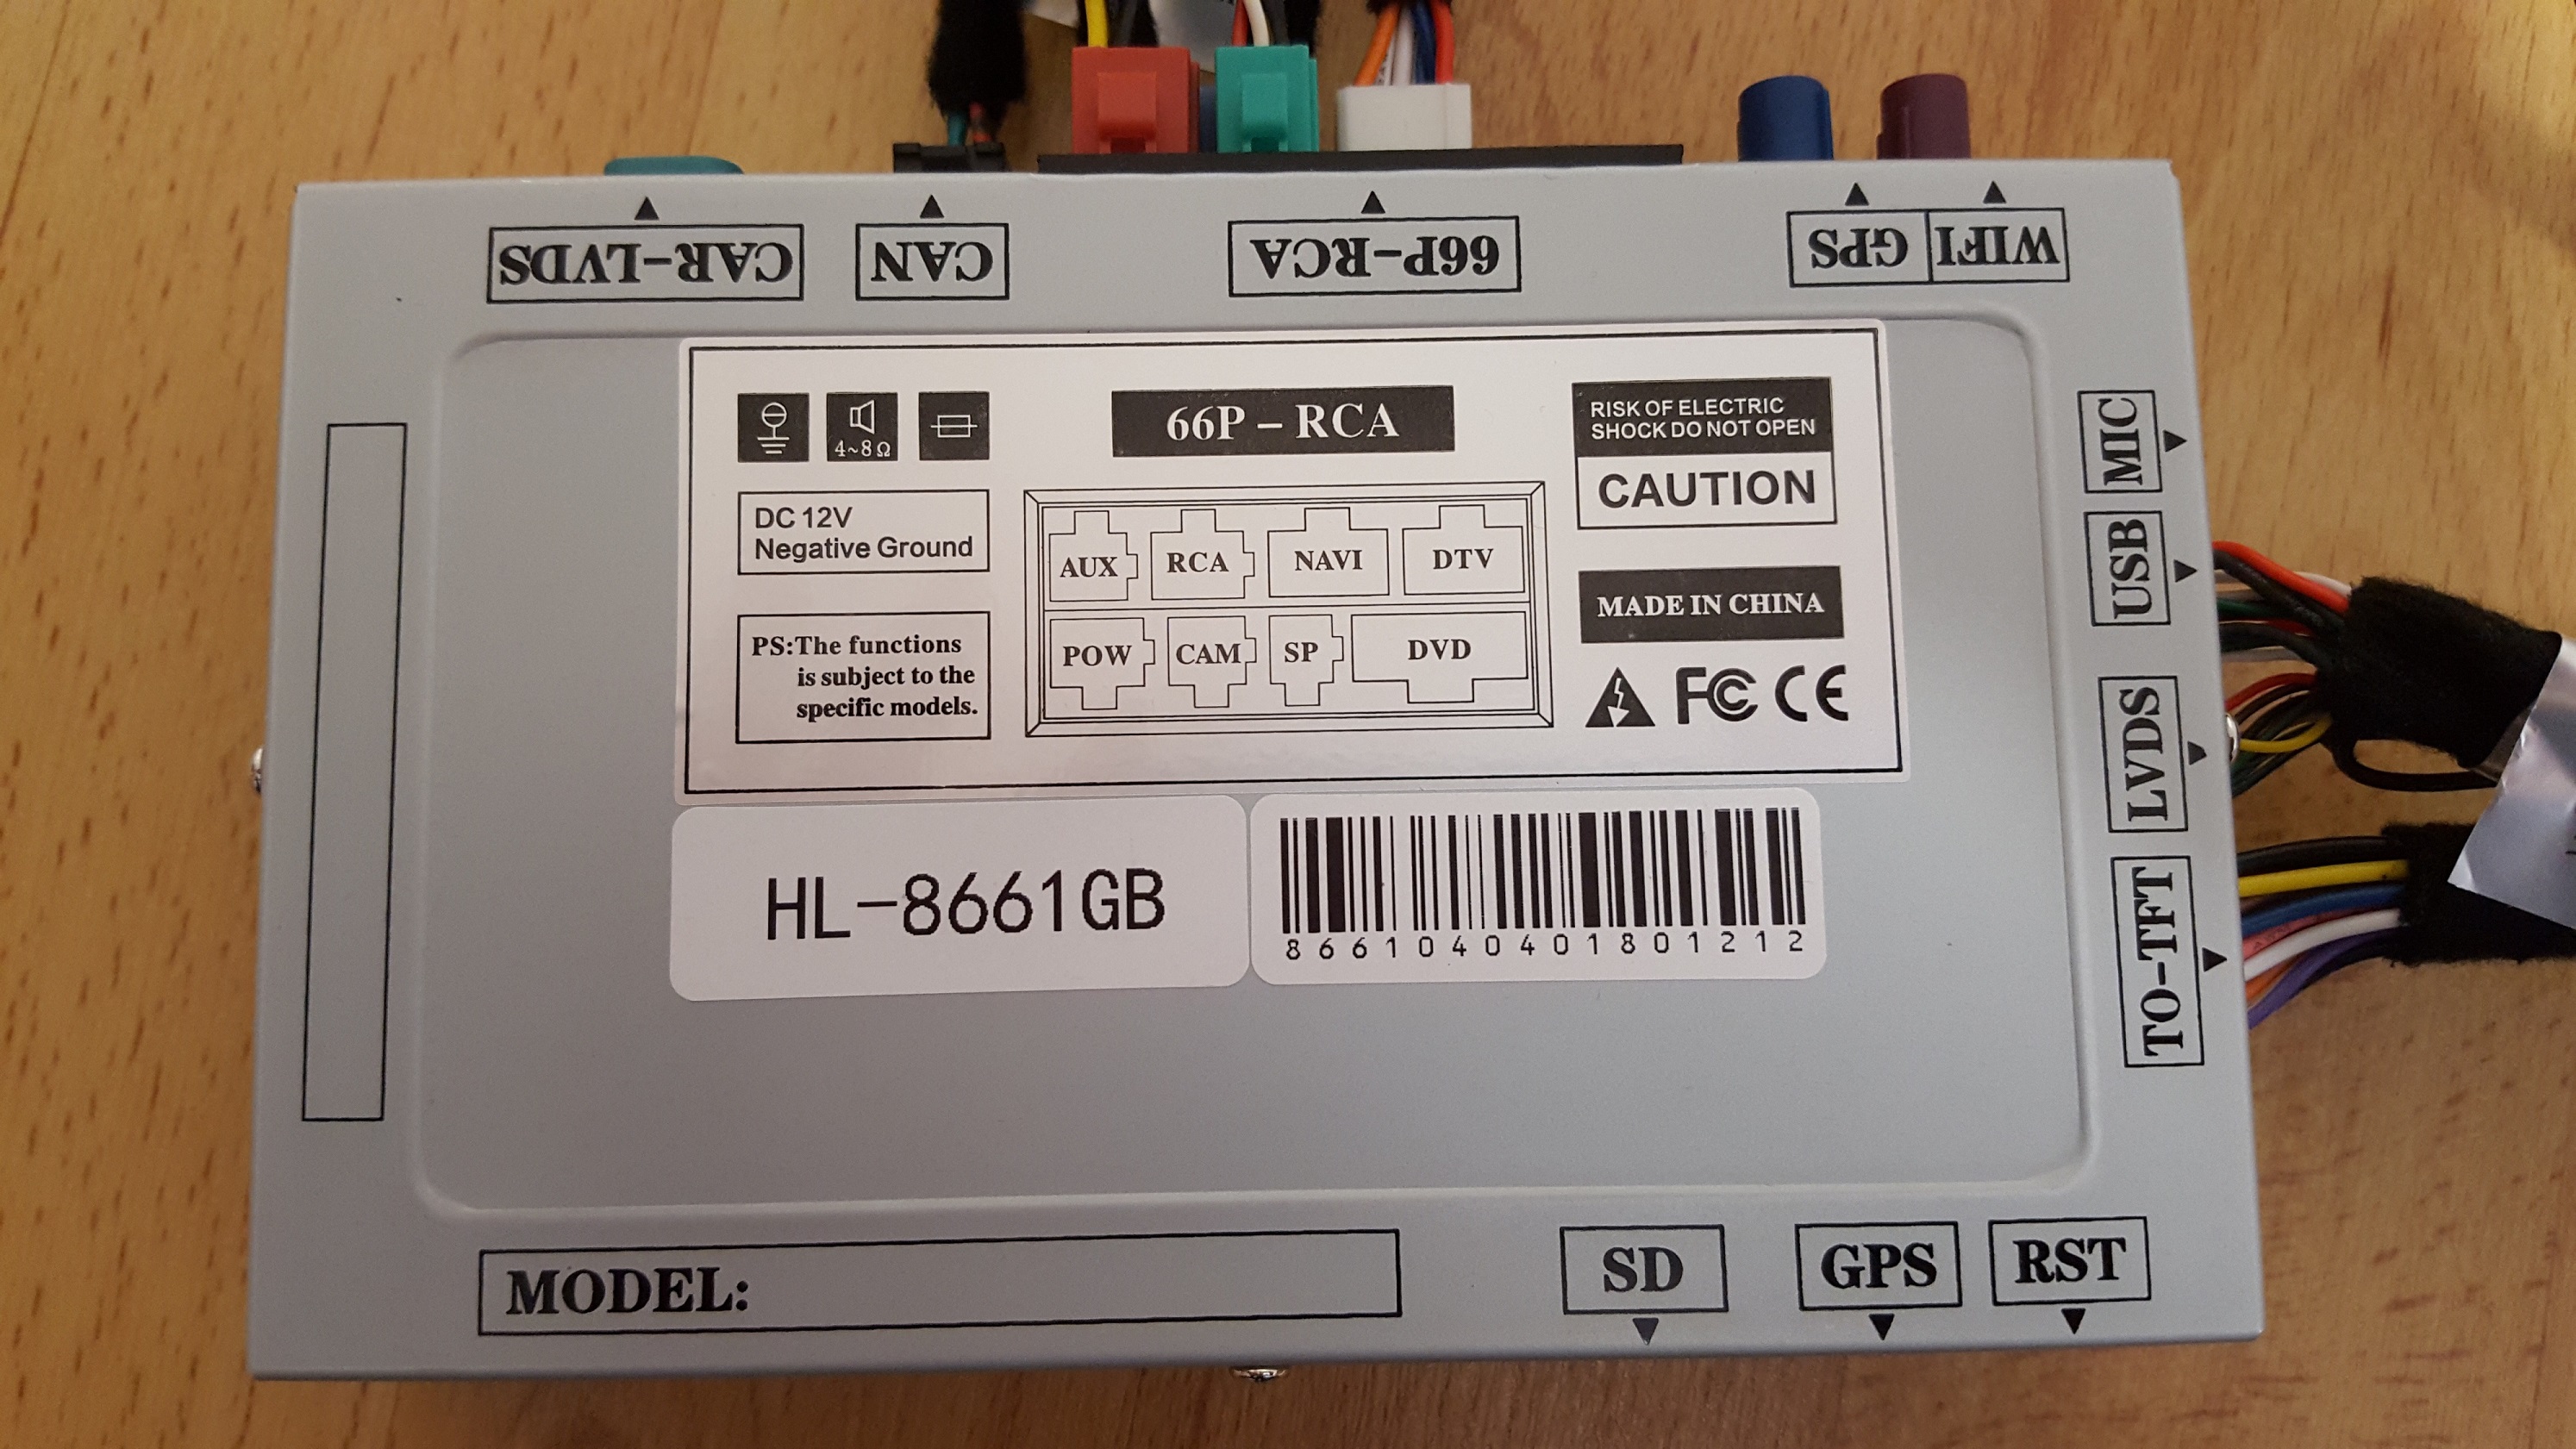 CAR-LVDS
CAN
66P-RCA
GPS
WIFI
4~8Ω
66P – RCA
RISK OF ELECTRIC
SHOCK DO NOT OPEN
CAUTION
DC 12V
Negative Ground
AUX
RCA
NAVI
DTV
MADE IN CHINA
PS:The functions
is subject to the
specific models.
POW
CAM
SP
DVD
FC CE
MIC
USB
LVDS
TO-TFT
HL-8661GB
8661040401801212
MODEL:
SD
GPS
RST